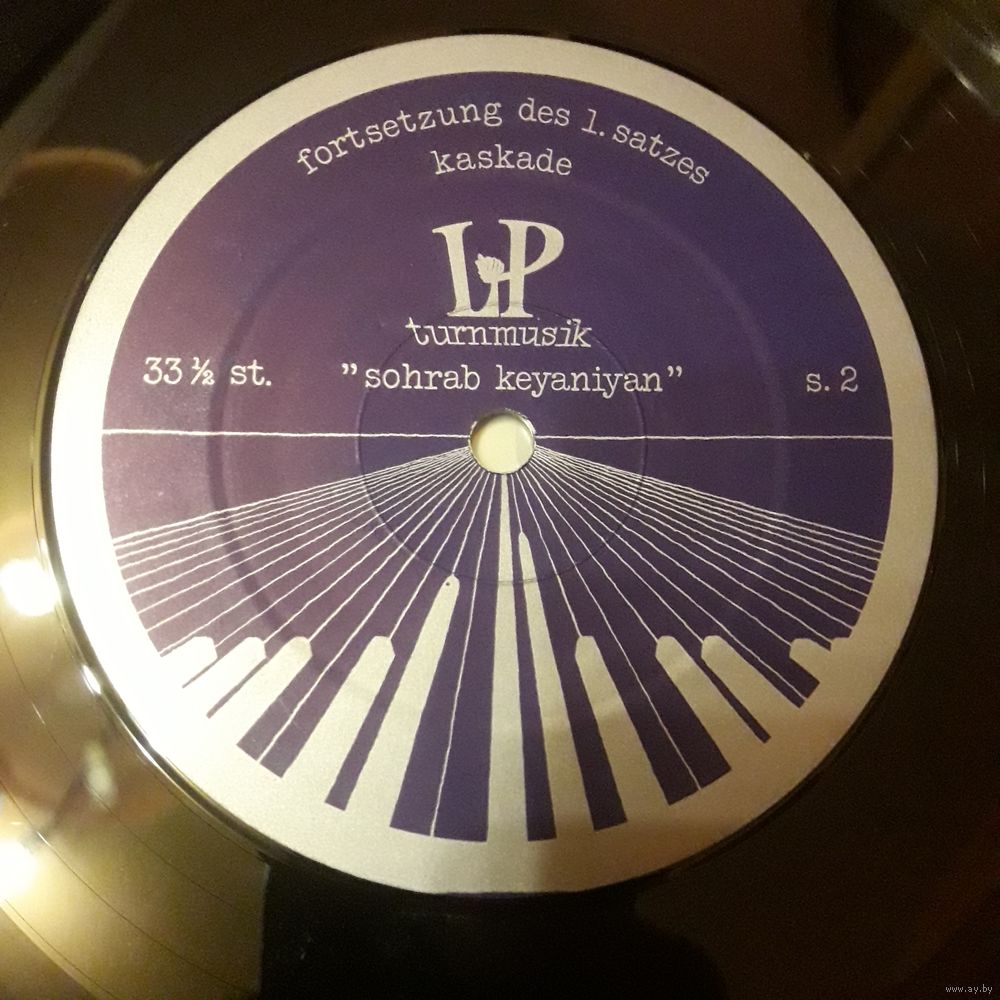 fortsetzung des 1. satzes
kaskade
LP
turnmusik
33 ½ st. "sohrab keyaniyan" s. 2
www.ay.by